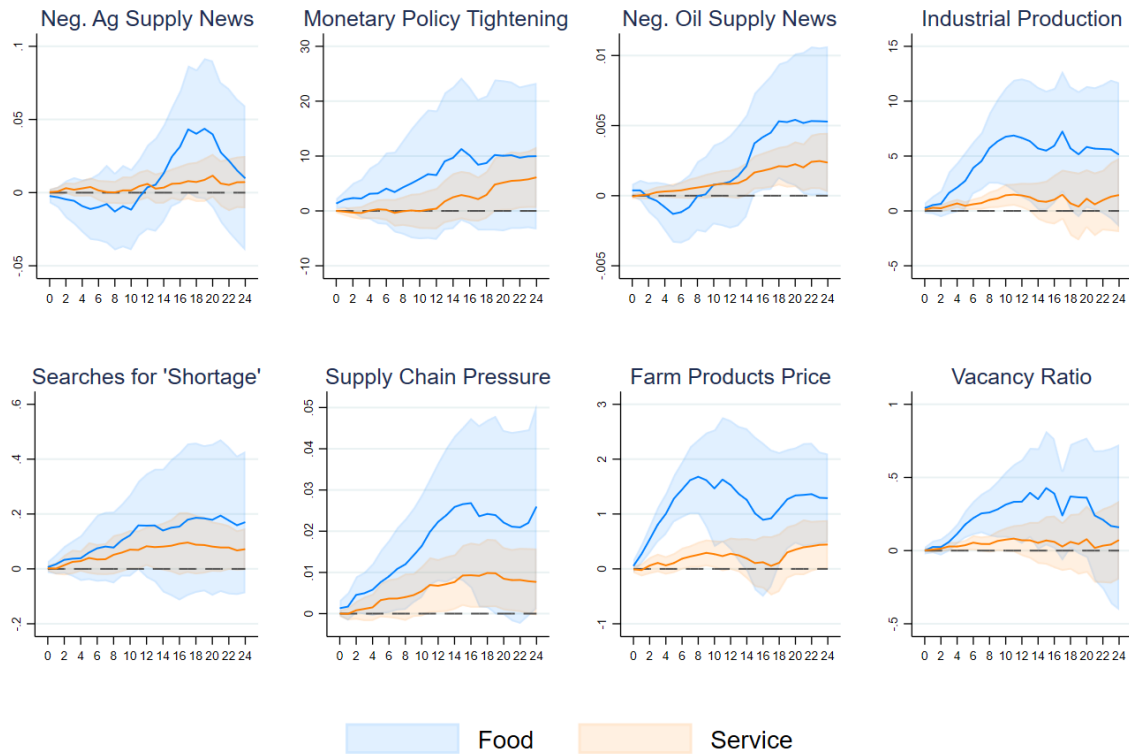 Neg. Ag Supply News
.1
.05
0
-.05
0 2 4 6 8 10 12 14 16 18 20 22 24
Monetary Policy Tightening
30
20
10
0
-10
0 2 4 6 8 10 12 14 16 18 20 22 24
Neg. Oil Supply News
.01
.005
0
-.005
0 2 4 6 8 10 12 14 16 18 20 22 24
Industrial Production
15
10
5
0
-5
0 2 4 6 8 10 12 14 16 18 20 22 24
Searches for 'Shortage'
.6
.4
.2
0
-.2
0 2 4 6 8 10 12 14 16 18 20 22 24
Supply Chain Pressure
.05
.04
.03
.02
.01
0
0 2 4 6 8 10 12 14 16 18 20 22 24
Farm Products Price
3
2
1
0
-1
0 2 4 6 8 10 12 14 16 18 20 22 24
Vacancy Ratio
1
.5
0
-.5
0 2 4 6 8 10 12 14 16 18 20 22 24
Food Service